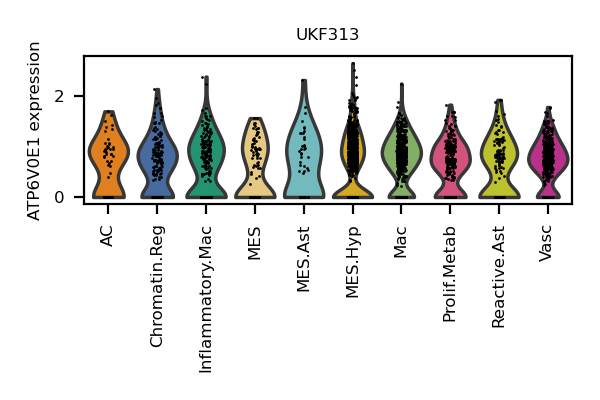 UKF313
ATP6V0E1 expression
2
0
AC
Chromatin.Reg
Inflammatory.Mac
MES
MES.Ast
MES.Hyp
Mac
Prolif.Metab
Reactive.Ast
Vasc